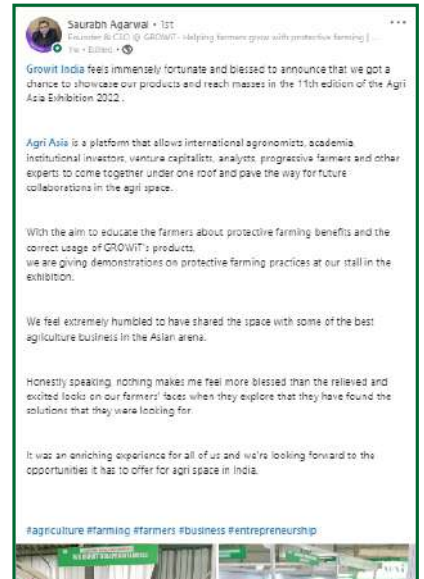 Saurabh Agarwal • 1st
Founder & CEO @ GROWiT- Helping farmers grow with protective farming | ...
1w • Edited •
Growit India feels immensely fortunate and blessed to announce that we got a
chance to showcase our products and reach masses in the 11th edition of the Agri
Asia Exhibition 2022 .
Agri Asia is a platform that allows international agronomists, academia,
institutional investors, venture capitalists, analysts, progressive farmers and other
experts to come together under one roof and pave the way for future
collaborations in the agri space.
With the aim to educate the farmers about protective farming benefits and the
correct usage of GROWiT's products,
we are giving demonstrations on protective farming practices at our stall in the
exhibition.
We feel extremely humbled to have shared the space with some of the best
agriculture business in the Asian arena.
Honestly speaking, nothing makes me feel more blessed than the relieved and
excited looks on our farmers' faces when they explore that they have found the
solutions that they were looking for.
It was an enriching experience for all of us and we're looking forward to the
opportunities it has to offer for agri space in India.
#agriculture #farming #farmers #business #entrepreneurship